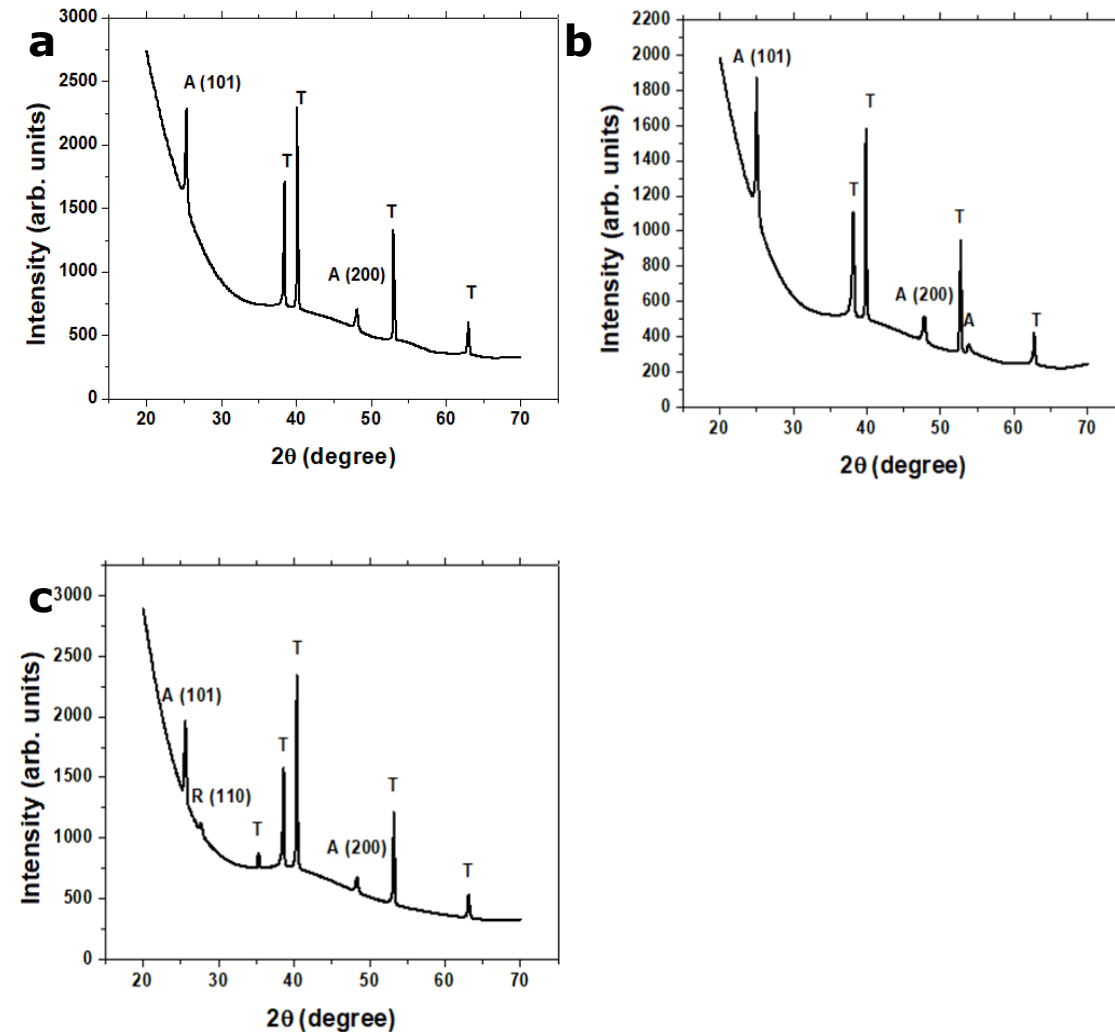 a
3000
2500
2000
1500
1000
500
0
Intensity (arb. units)
A (101)
T
T
A (200)
T
T
20 30 40 50 60 70
2θ (degree)
b
2200
2000
1800
1600
1400
1200
1000
800
600
400
200
0
Intensity (arb. units)
A (101)
T
T
A (200)
T
A
T
20 30 40 50 60 70
2θ (degree)
c
3000
2500
2000
1500
1000
500
0
Intensity (arb. units)
A (101)
R (110)
T
T
T
A (200)
T
T
20 30 40 50 60 70
2θ (degree)